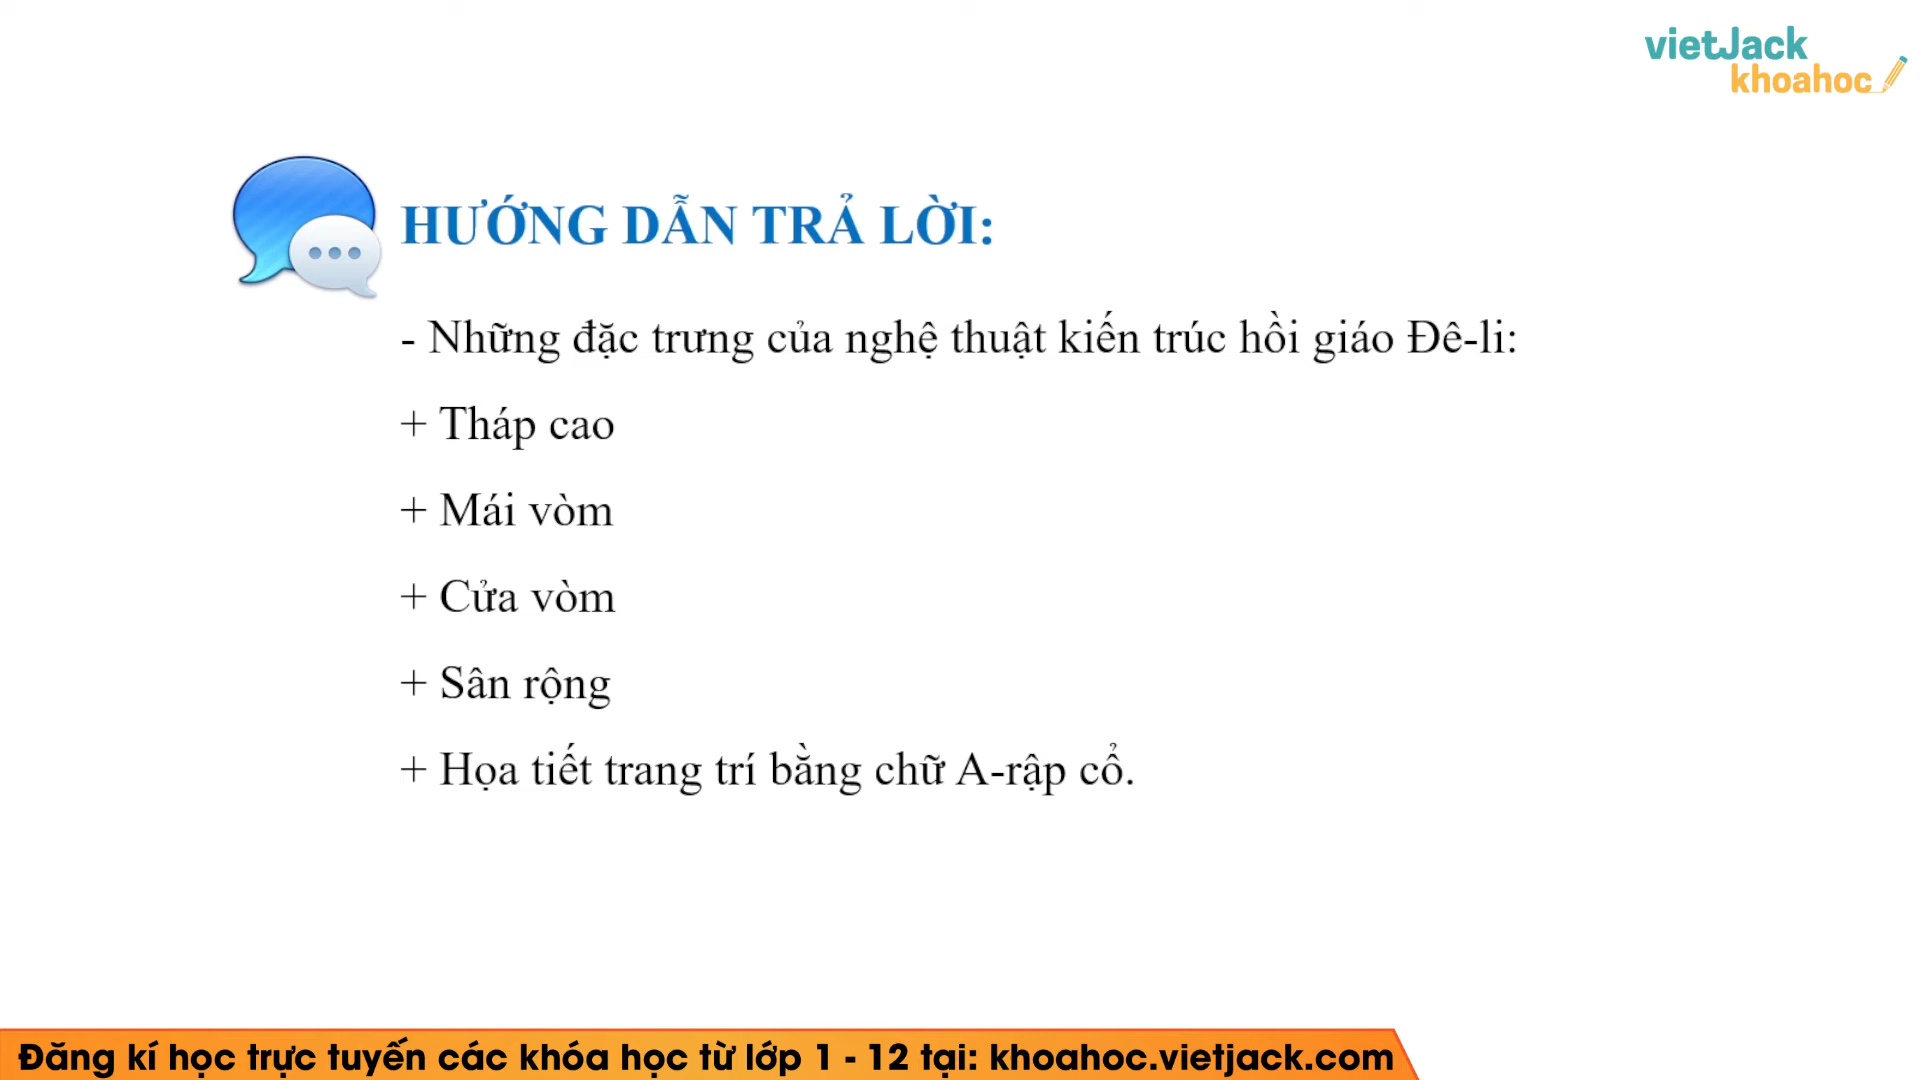 vietJack
khoahoc
HƯỚNG DẪN TRẢ LỜI:
- Những đặc trưng của nghệ thuật kiến trúc hồi giáo Đê-li:
+ Tháp cao
+ Mái vòm
+ Cửa vòm
+ Sân rộng
+ Họa tiết trang trí bằng chữ A-rập cổ.
Đăng kí học trực tuyến các khóa học từ lớp 1 - 12 tại: khoahoc.vietjack.com